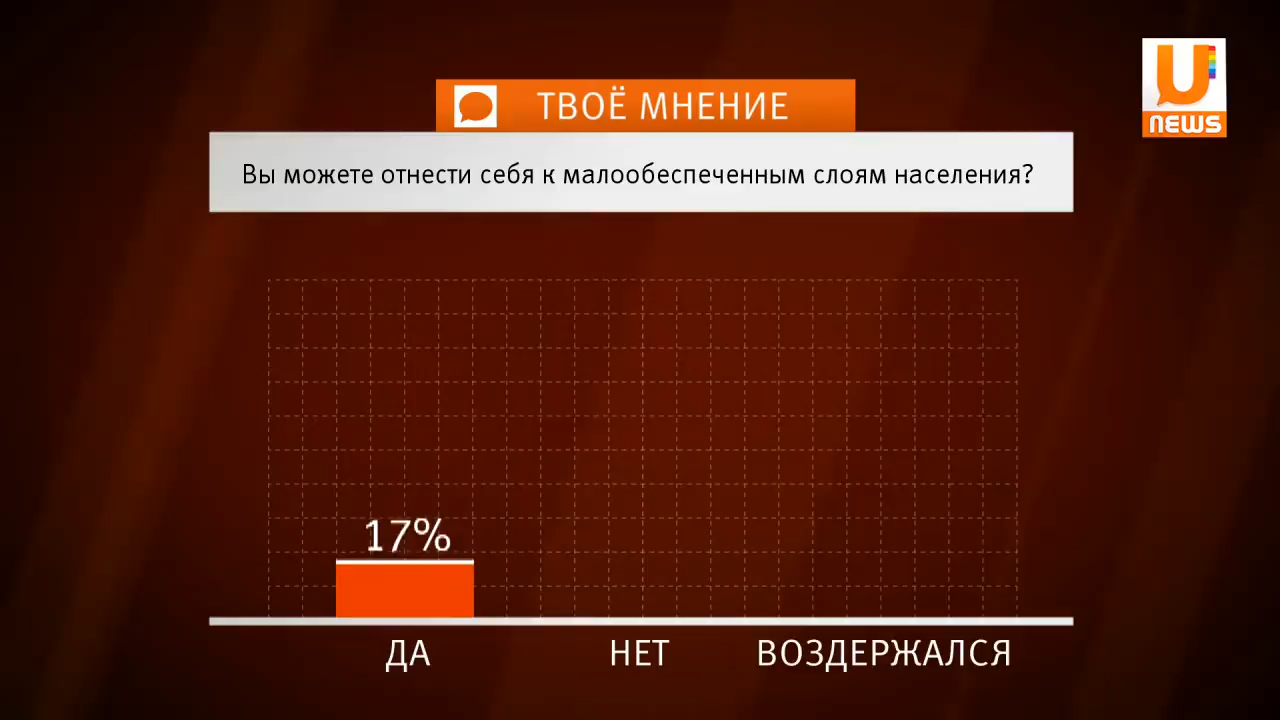 U
NEWS
ТВОЁ МНЕНИЕ
Вы можете отнести себя к малообеспеченным слоям населения?
17%
ДА НЕТ ВОЗДЕРЖАЛСЯ